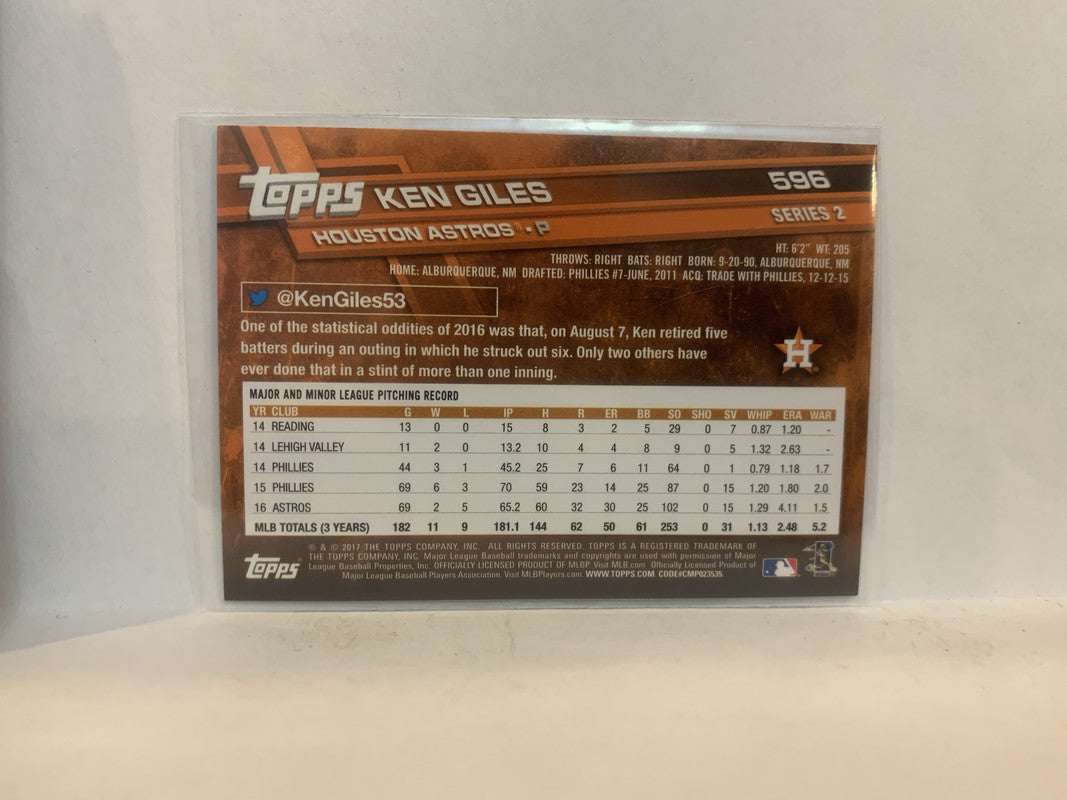 topps KEN GILES 596
HOUSTON ASTROS® - P SERIES 2
HT: 6'2" WT: 205
THROWS: RIGHT BATS: RIGHT BORN: 9-20-90, ALBUQUERQUE, NM
HOME: ALBURQUERQUE, NM DRAFTED: PHILLIES #7-JUNE, 2011 ACQ: TRADE WITH PHILLIES, 12-12-15
@KenGiles53
One of the statistical oddities of 2016 was that, on August 7, Ken retired five
batters during an outing in which he struck out six. Only two others have
ever done that in a stint of more than one inning.
H
MAJOR AND MINOR LEAGUE PITCHING RECORD
YR CLUB G W L IP H R ER BB SO SHO SV WHIP ERA WAR
14 READING 13 0 0 15 8 3 2 5 29 0 7 0.87 1.20 -
14 LEHIGH VALLEY 11 2 0 13.2 10 4 4 8 9 0 5 1.32 2.63 -
14 PHILLIES 44 3 1 45.2 25 7 6 11 64 0 1 0.79 1.18 1.7
15 PHILLIES 69 6 3 70 59 23 14 25 87 0 15 1.20 1.80 2.0
16 ASTROS 69 2 5 65.2 60 32 30 25 102 0 15 1.29 4.11 1.5
MLB TOTALS (3 YEARS) 182 11 9 181.1 144 62 50 61 253 0 31 1.13 2.48 5.2
® & © 2017 THE TOPPS COMPANY, INC. ALL RIGHTS RESERVED. TOPPS IS A REGISTERED TRADEMARK OF
THE TOPPS COMPANY, INC. Major League Baseball trademarks and copyrights are used with permission of Major
League Baseball Properties, Inc. OFFICIALLY LICENSED PRODUCT OF MLBP. Visit MLB.com. Officially Licensed Product of
Major League Baseball Players Association. Visit MLBPlayers.com. WWW.TOPPS.COM CODE#CMP023535.
topps